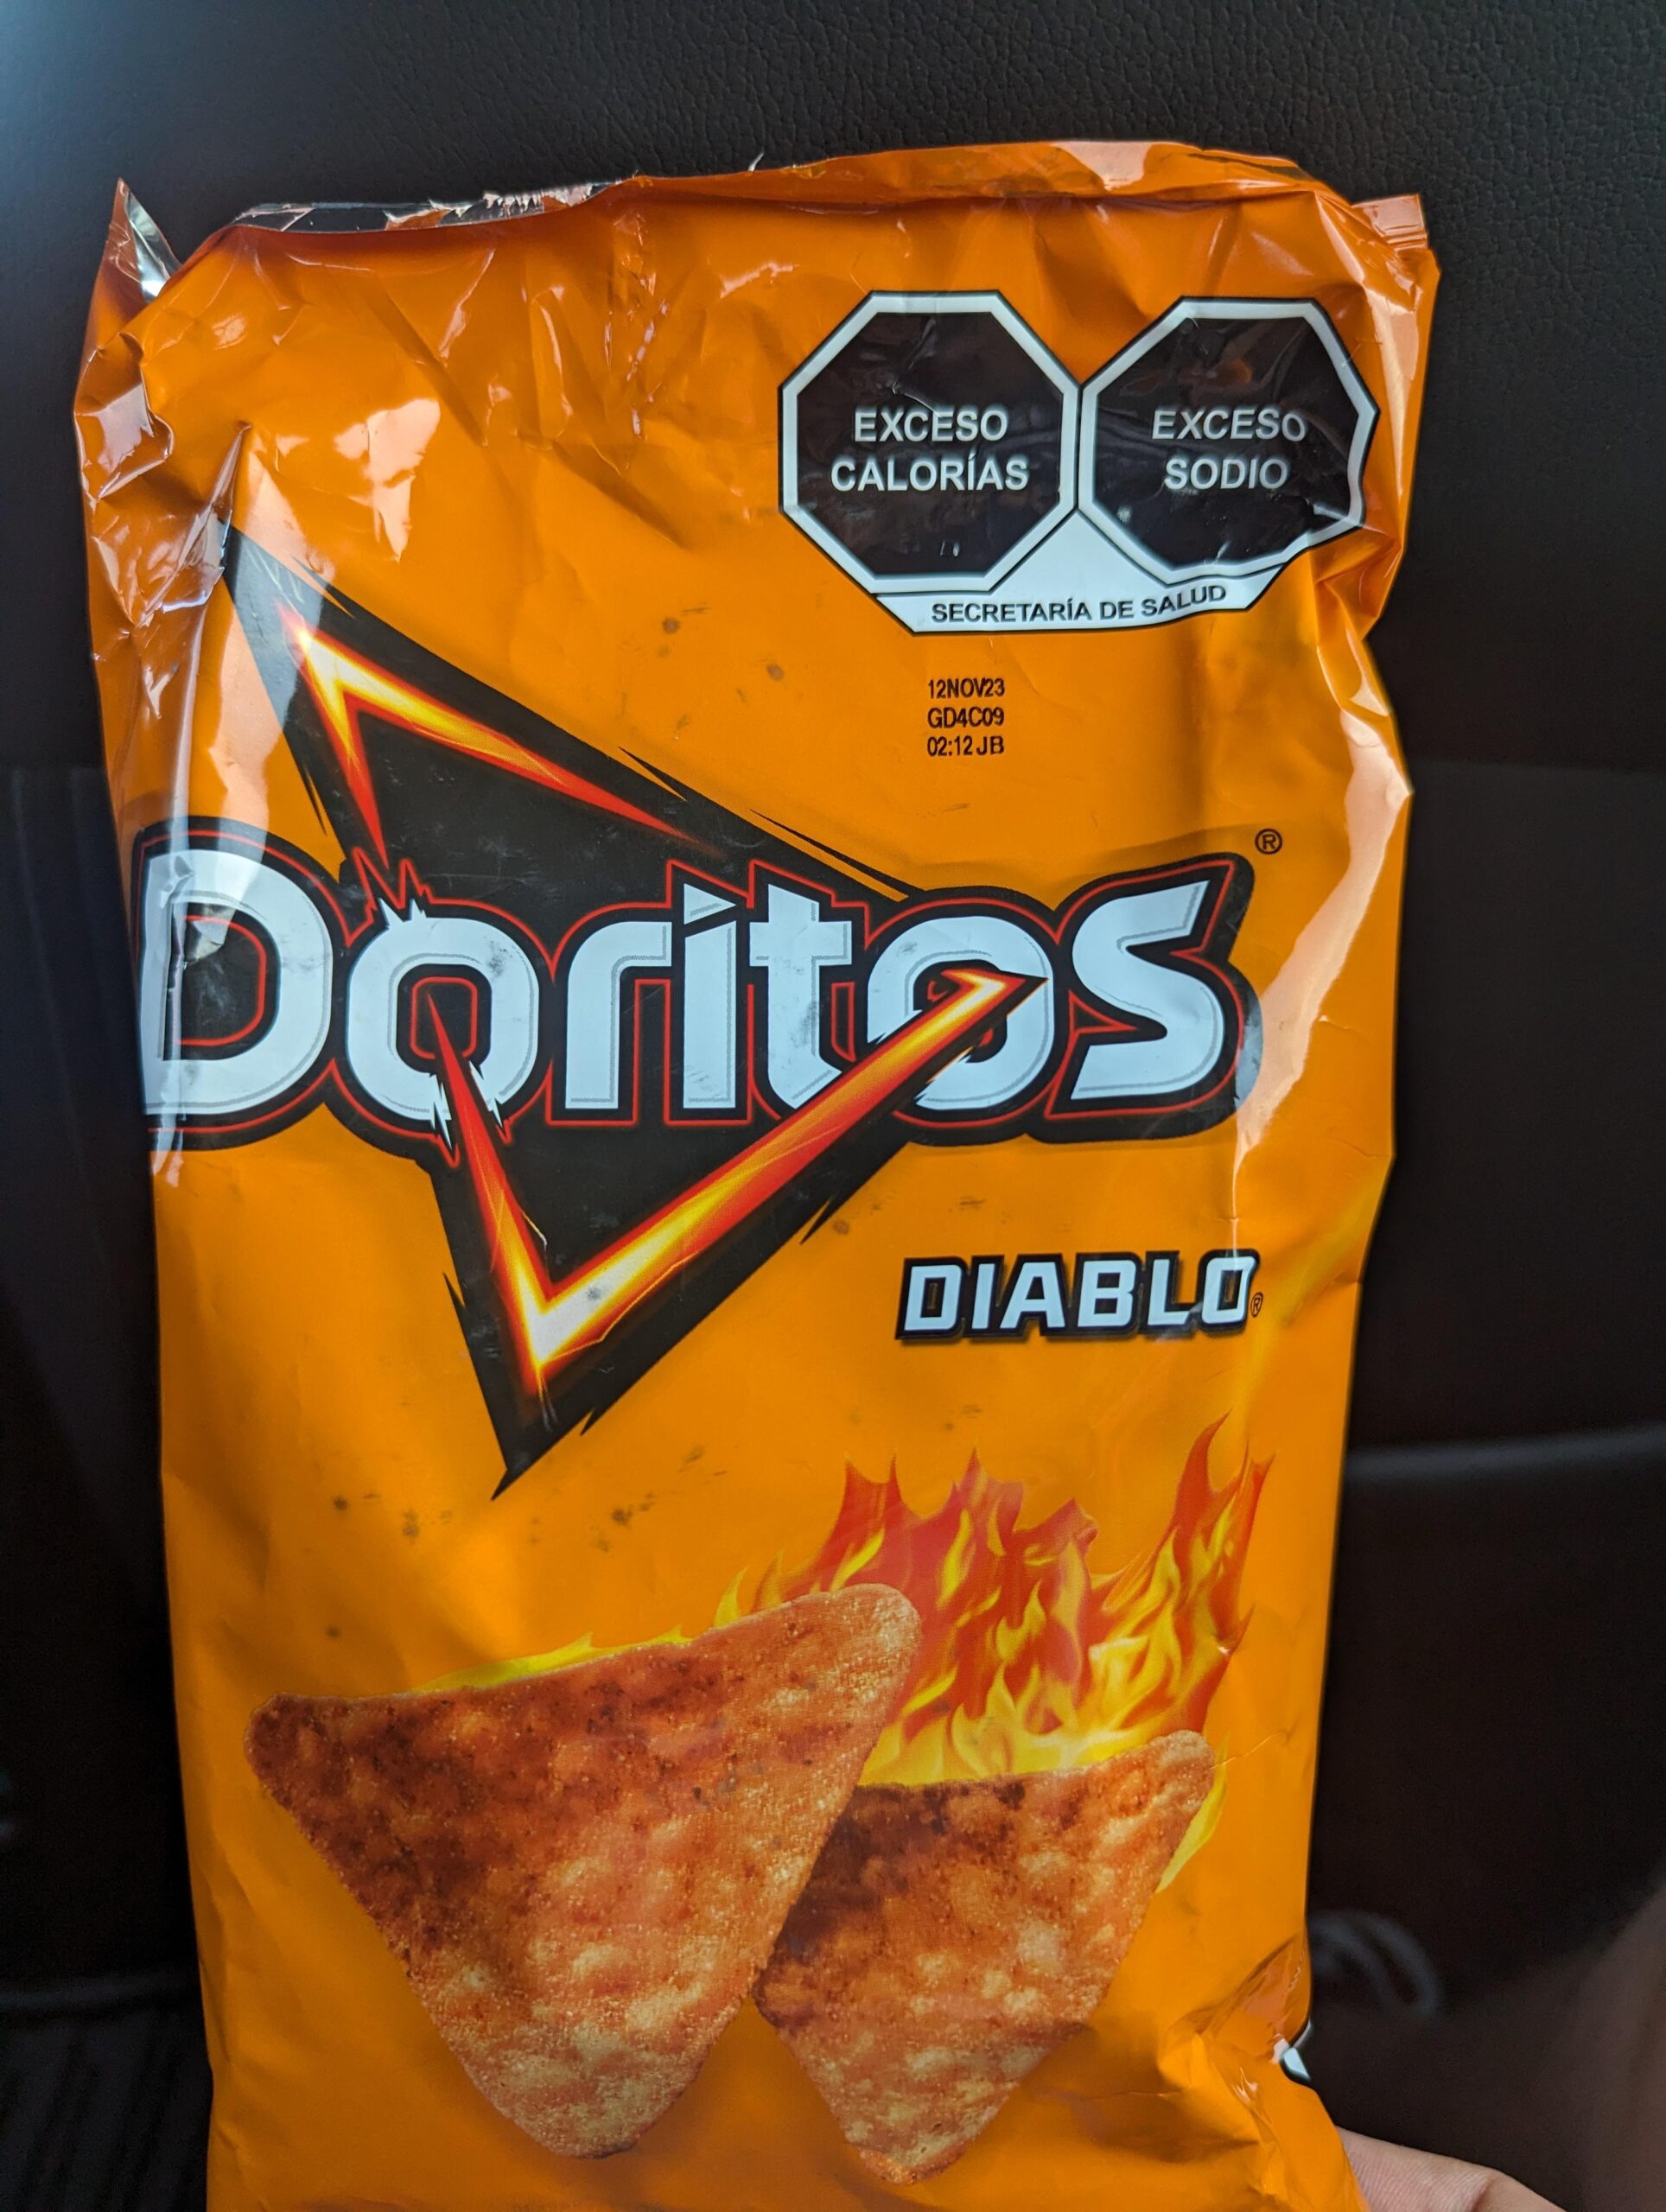 EXCESO
CALORÍAS
EXCESO
SODIO
SECRETARÍA DE SALUD
12NOV23
GD4C09
02:12 JB
Doritos®
DIABLO®